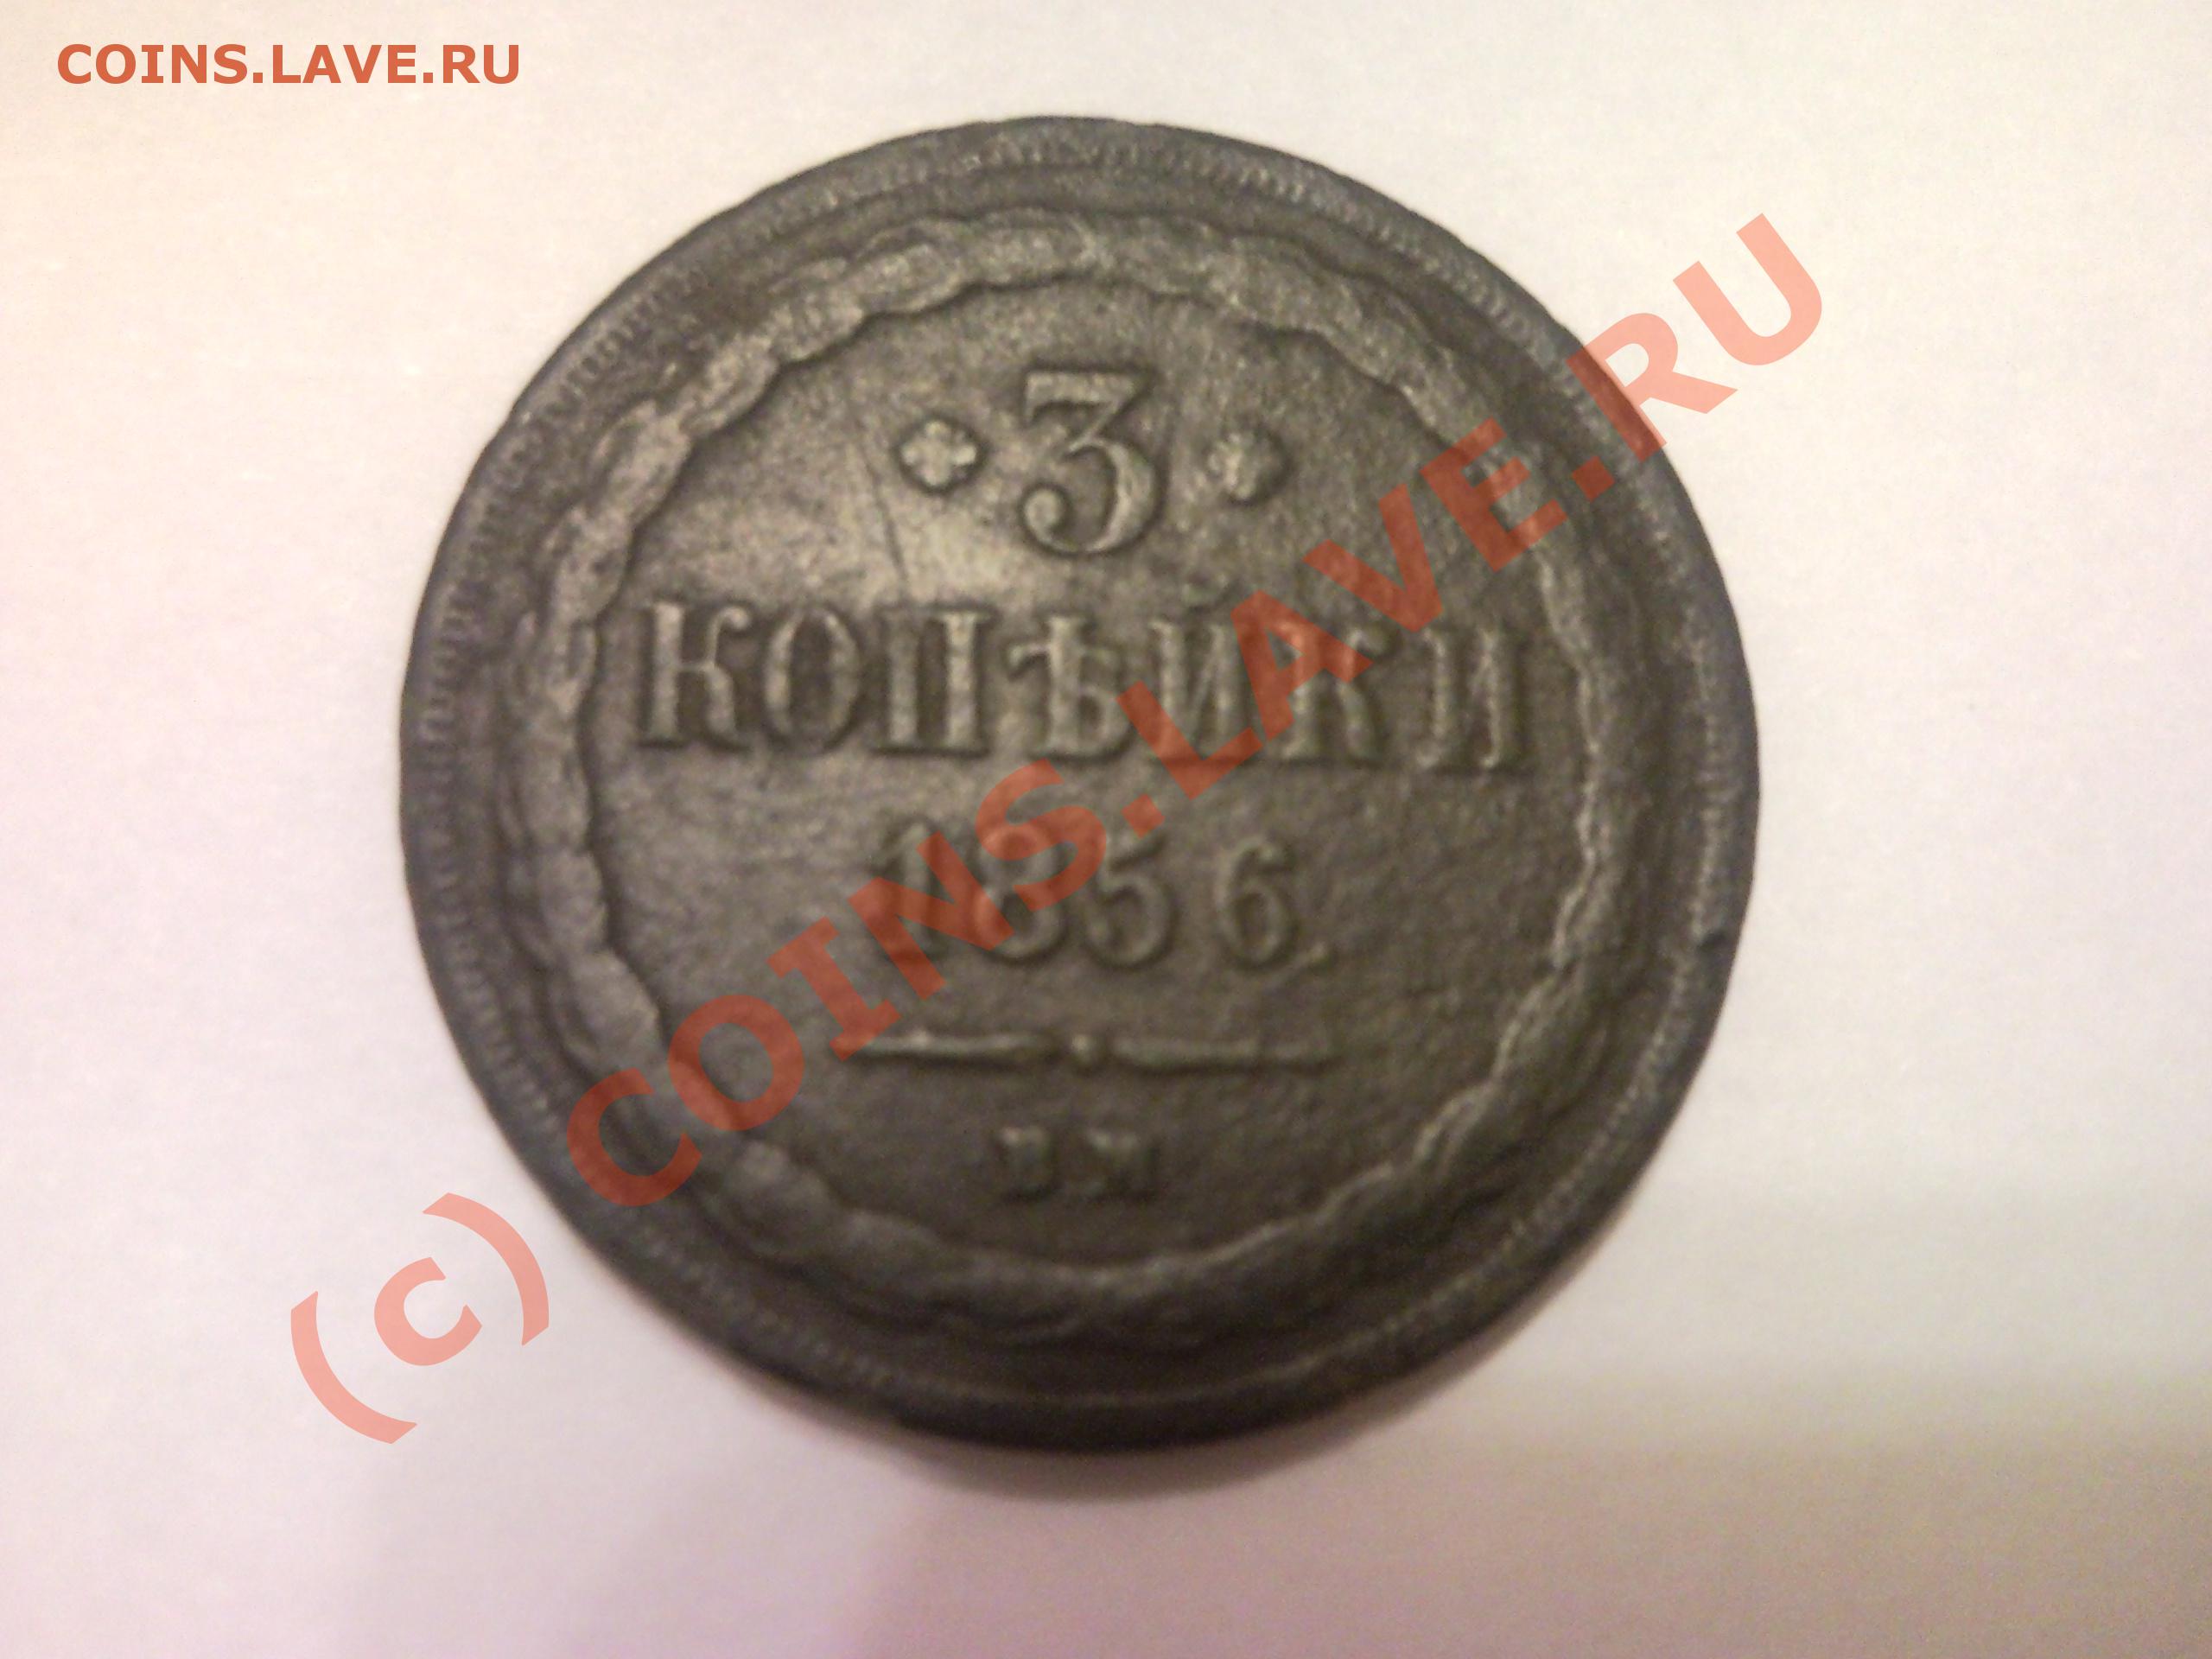 COINS.LAVE.RU
3
КОПѢЙКИ
1856
ВМ
(c) COINS.LAVE.RU